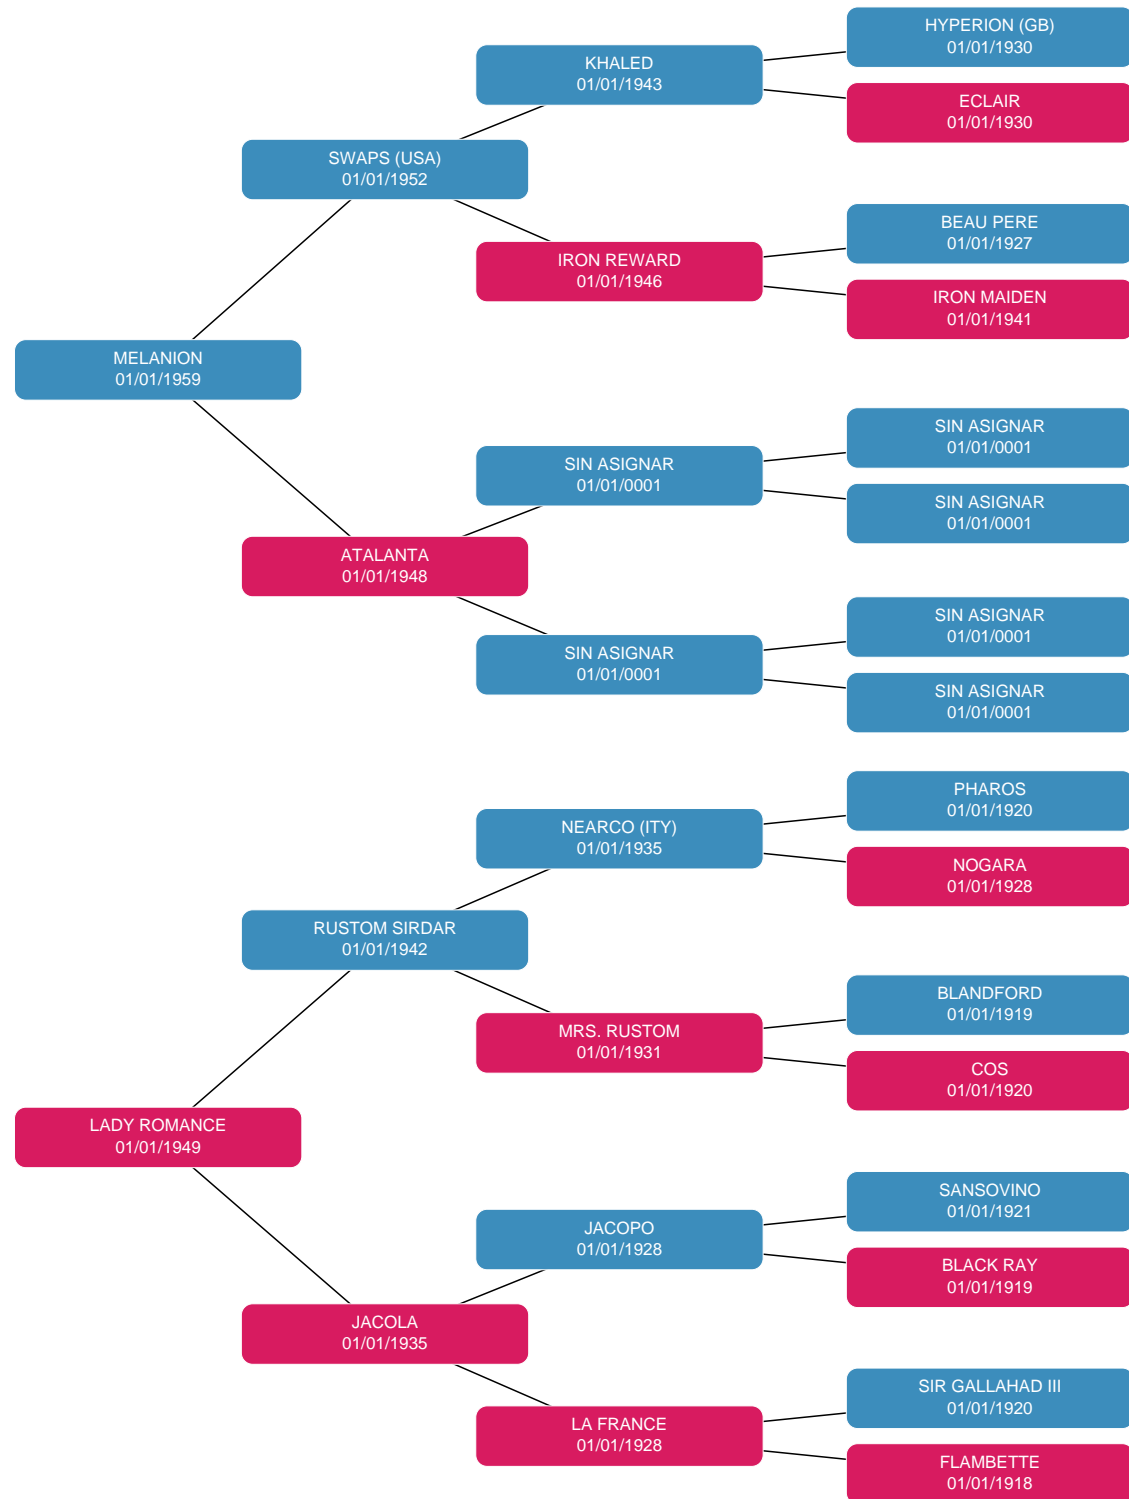 HYPERION (GB)
01/01/1930
KHALED
01/01/1943
ECLAIR
01/01/1930
SWAPS (USA)
01/01/1952
BEAU PERE
01/01/1927
IRON REWARD
01/01/1946
IRON MAIDEN
01/01/1941
MELANION
01/01/1959
SIN ASIGNAR
01/01/0001
SIN ASIGNAR
01/01/0001
SIN ASIGNAR
01/01/0001
ATALANTA
01/01/1948
SIN ASIGNAR
01/01/0001
SIN ASIGNAR
01/01/0001
SIN ASIGNAR
01/01/0001
PHAROS
01/01/1920
NEARCO (ITY)
01/01/1935
NOGARA
01/01/1928
RUSTOM SIRDAR
01/01/1942
BLANDFORD
01/01/1919
MRS. RUSTOM
01/01/1931
COS
01/01/1920
LADY ROMANCE
01/01/1949
SANSOVINO
01/01/1921
JACOPO
01/01/1928
BLACK RAY
01/01/1919
JACOLA
01/01/1935
SIR GALLAHAD III
01/01/1920
LA FRANCE
01/01/1928
FLAMBETTE
01/01/1918